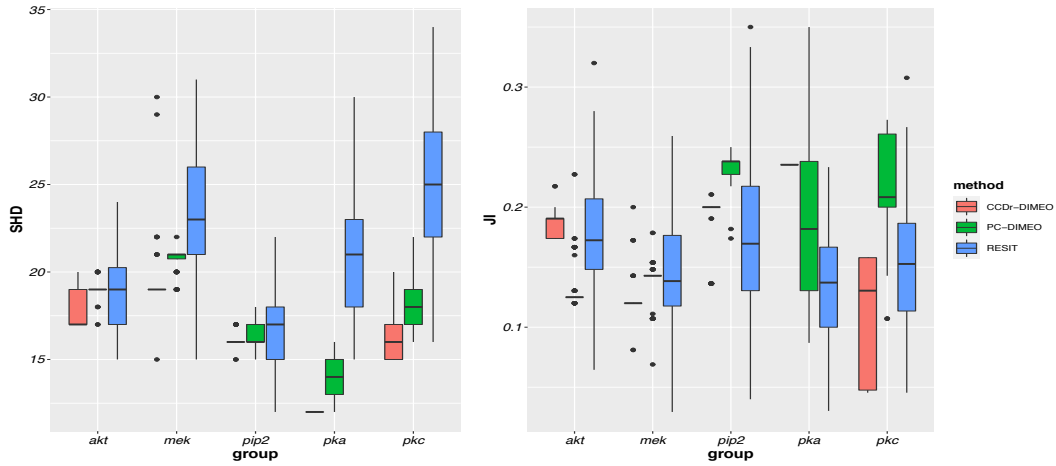 SHD
35
30
25
20
15
akt mek pip2 pka pkc
group
JI
0.3
0.2
0.1
akt mek pip2 pka pkc
group
method
CCDr-DIMEO
PC-DIMEO
RESIT